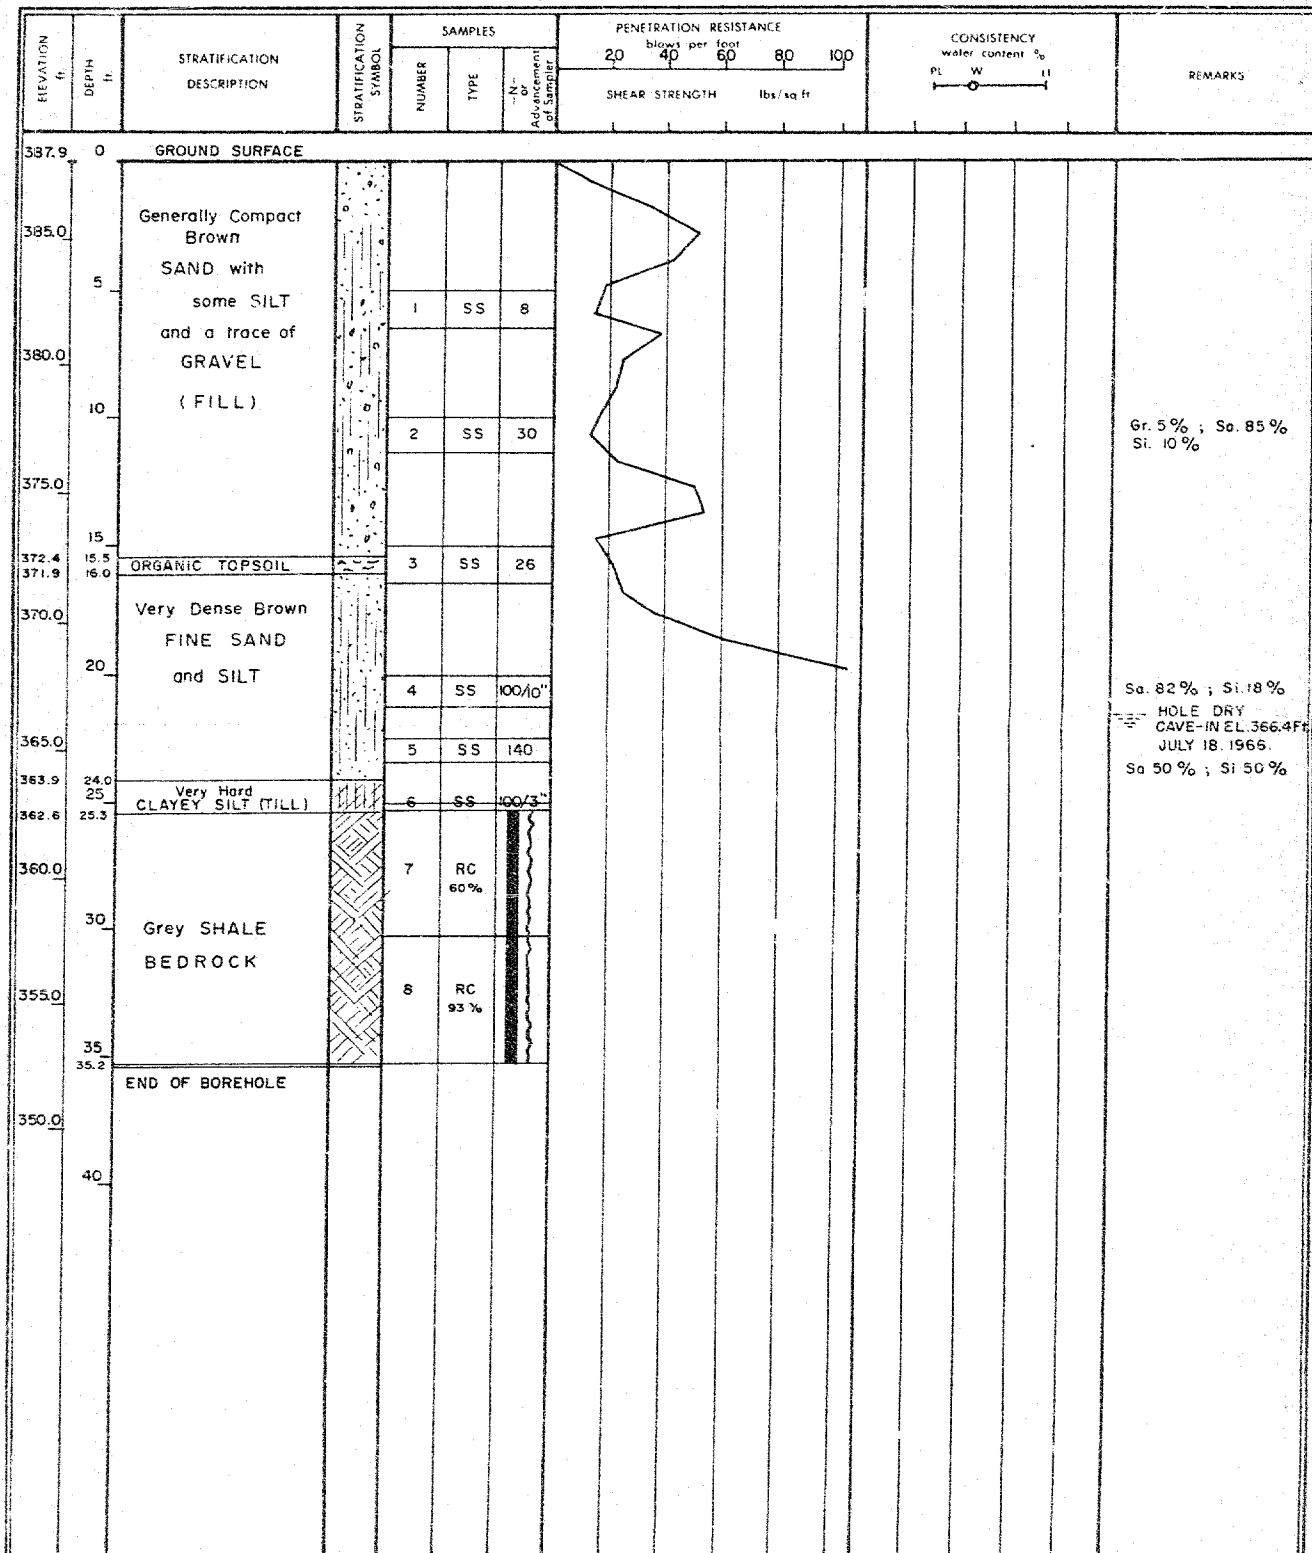 ELEVATION ft.
DEPTH ft.
STRATIFICATION
DESCRIPTION
STRATIFICATION SYMBOL
SAMPLES
NUMBER
TYPE
-N- or Advancement of Sampler
PENETRATION RESISTANCE
blows per foot
20 40 60 80 100
SHEAR STRENGTH lbs/sq ft
CONSISTENCY
water content %
PL W
REMARKS
387.9 0 GROUND SURFACE
Generally Compact
Brown
385.0
SAND with
5
some SILT
1 SS 8
and a trace of
380.0
GRAVEL
(FILL)
10
2 SS 30
Gr. 5% ; Sa. 85%
Si. 10%
375.0
15
372.4 15.5
371.9 16.0 ORGANIC TOPSOIL
3 SS 26
Very Dense Brown
370.0
FINE SAND
20
and SILT
4 SS 100/10"
Sa. 82% ; Si. 18%
HOLE DRY
CAVE-IN EL. 366.4 Ft
JULY 18. 1966.
365.0
5 SS 140
Sa 50% ; Si 50%
363.9 24.0
25
Very Hard
CLAYEY SILT (TILL)
6 SS 100/3"
362.6 25.3
360.0
7 RC
60%
30
Grey SHALE
BEDROCK
8 RC
93%
355.0
35
35.2
END OF BOREHOLE
350.0
40